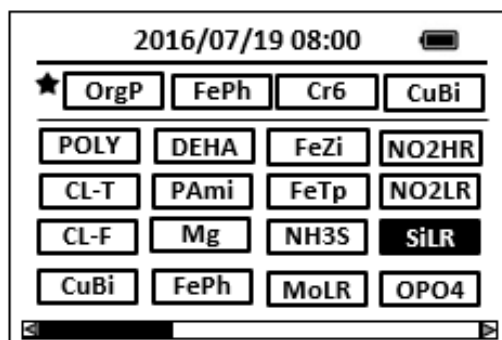 2016/07/19 08:00
OrgP FePh Cr6 CuBi
POLY DEHA FeZi NO2HR
CL-T PAmi FeTp NO2LR
CL-F Mg NH3S SiLR
CuBi FePh MoLR OPO4